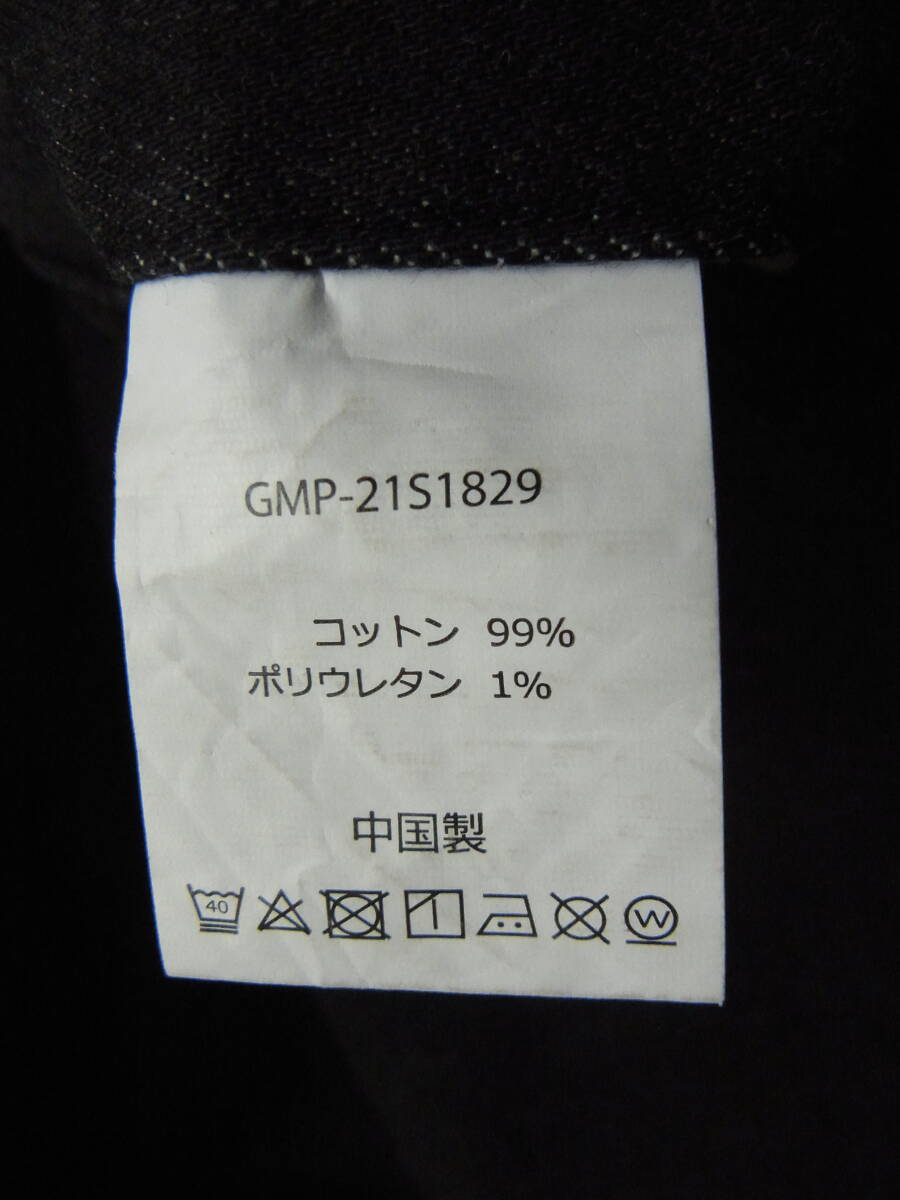 GMP-21S1829
コットン 99%
ポリウレタン 1%
中国製
40 W